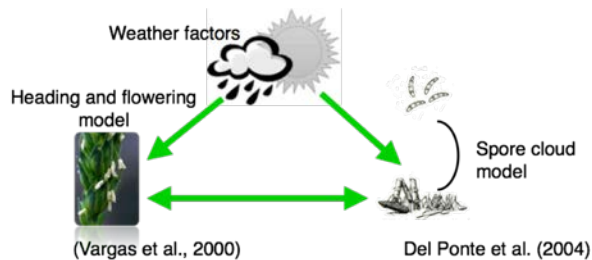 Weather factors
Heading and flowering
model
Spore cloud
model
(Vargas et al., 2000)
Del Ponte et al. (2004)